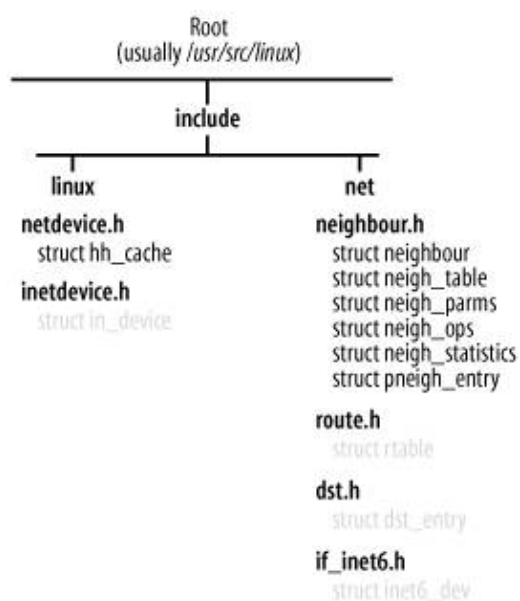 Root
(usually /usr/src/linux)
include
linux
netdevice.h
struct hh_cache
inetdevice.h
struct in_device
net
neighbour.h
struct neighbour
struct neigh_table
struct neigh_parms
struct neigh_ops
struct neigh_statistics
struct pneigh_entry
route.h
struct rtable
dst.h
struct dst_entry
if_inet6.h
struct inet6_dev